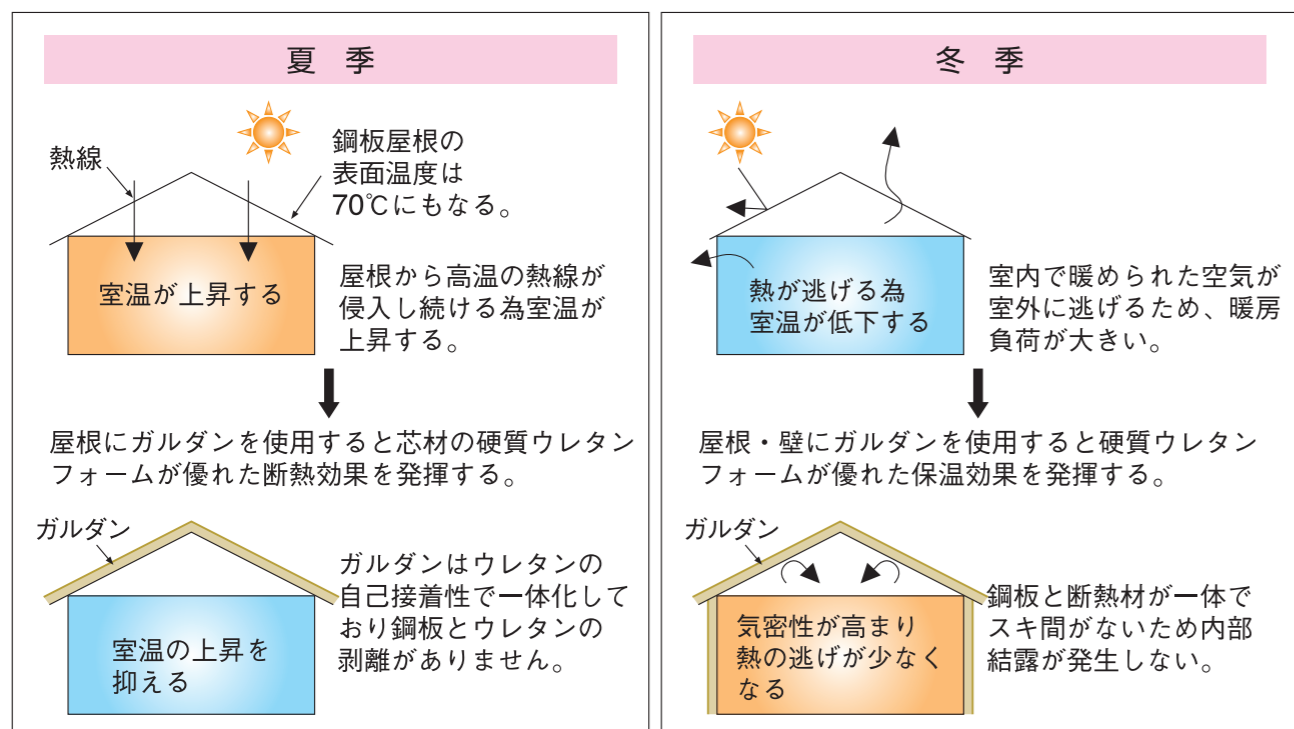 夏　季
熱線
鋼板屋根の
表面温度は
70℃にもなる。
室温が上昇する
屋根から高温の熱線が
侵入し続ける為室温が
上昇する。
屋根にガルダンを使用すると芯材の硬質ウレタン
フォームが優れた断熱効果を発揮する。
ガルダン
ガルダンはウレタンの
自己接着性で一体化して
おり鋼板とウレタンの
剥離がありません。
室温の上昇を
抑える
冬　季
熱が逃げる為
室温が低下する
室内で暖められた空気が
室外に逃げるため、暖房
負荷が大きい。
屋根・壁にガルダンを使用すると硬質ウレタン
フォームが優れた保温効果を発揮する。
ガルダン
気密性が高まり
熱の逃げが少なく
なる
鋼板と断熱材が一体で
スキ間がないため内部
結露が発生しない。